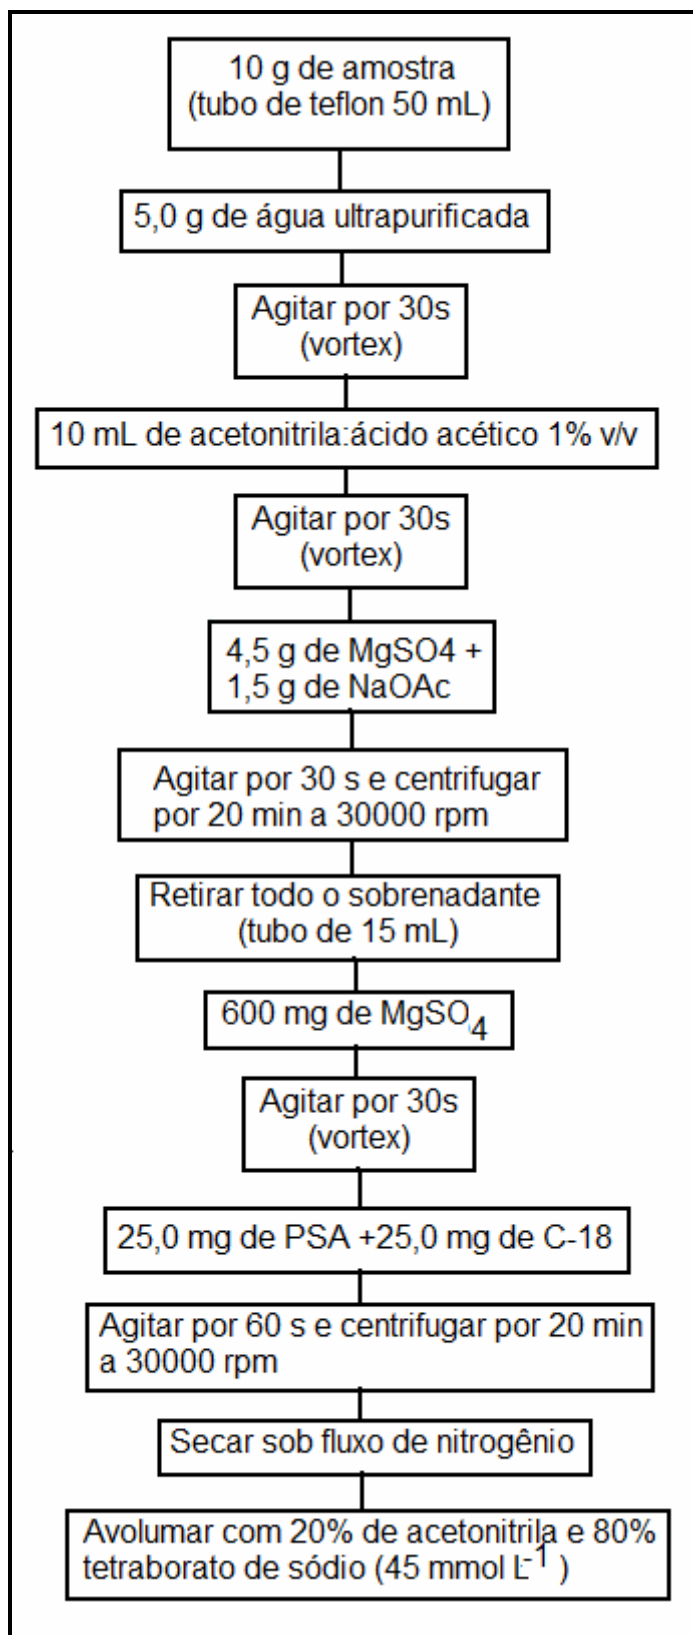 10 g de amostra
(tubo de teflon 50 mL)
5,0 g de água ultrapurificada
Agitar por 30s
(vortex)
10 mL de acetonitrila:ácido acético 1% v/v
Agitar por 30s
(vortex)
4,5 g de MgSO4 +
1,5 g de NaOAc
Agitar por 30 s e centrifugar
por 20 min a 30000 rpm
Retirar todo o sobrenadante
(tubo de 15 mL)
600 mg de MgSO4
Agitar por 30s
(vortex)
25,0 mg de PSA +25,0 mg de C-18
Agitar por 60 s e centrifugar por 20 min
a 30000 rpm
Secar sob fluxo de nitrogênio
Avolumar com 20% de acetonitrila e 80%
tetraborato de sódio (45 mmol L-1 )